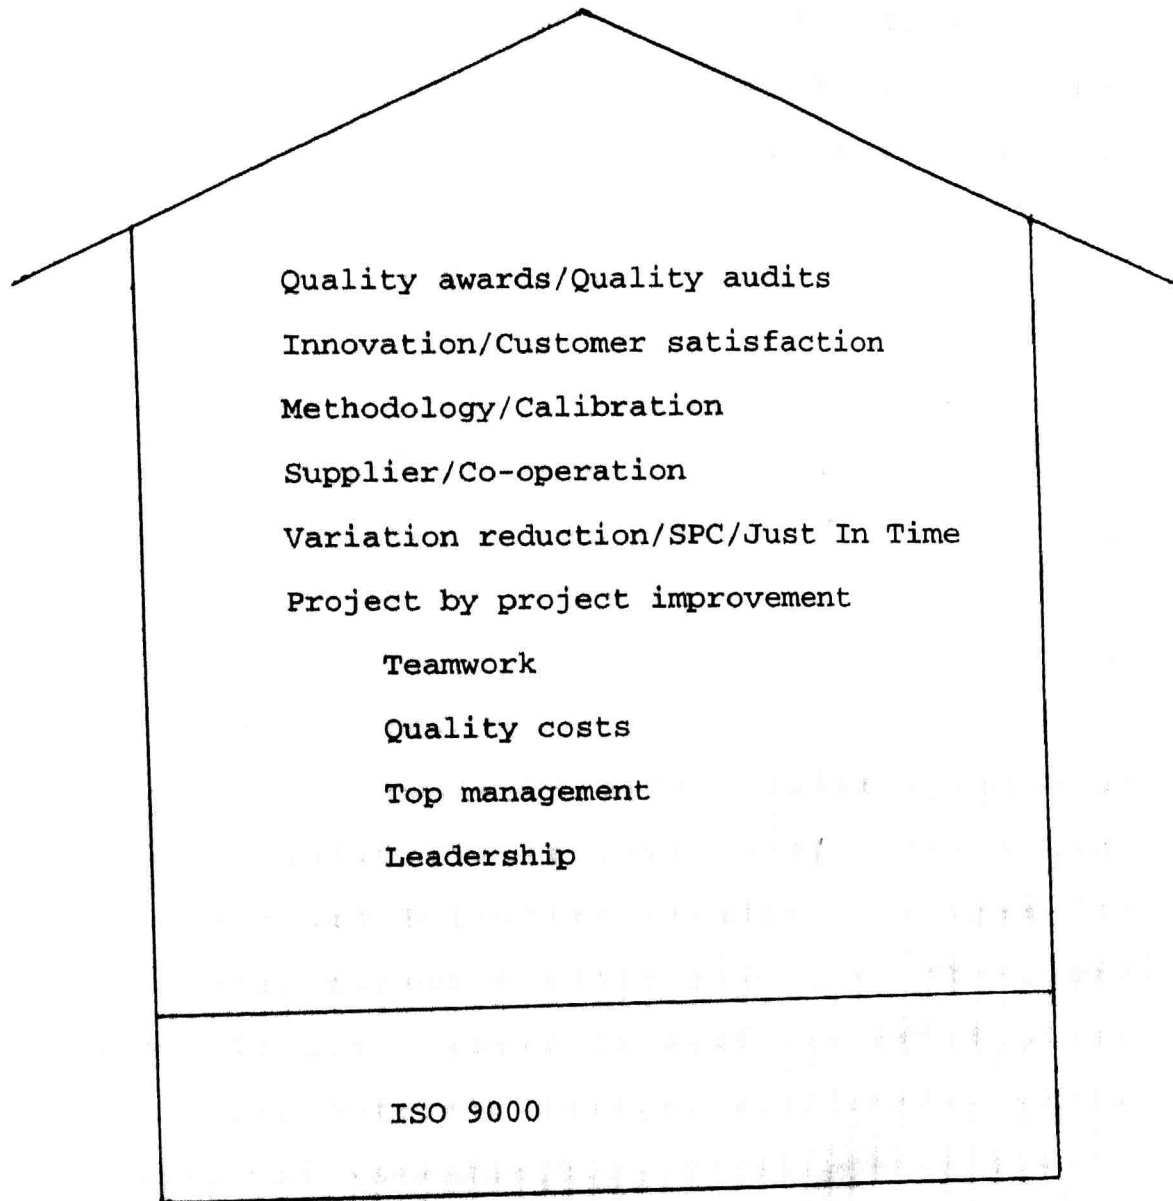 Quality awards/Quality audits
Innovation/Customer satisfaction
Methodology/Calibration
Supplier/Co-operation
Variation reduction/SPC/Just In Time
Project by project improvement
Teamwork
Quality costs
Top management
Leadership
ISO 9000